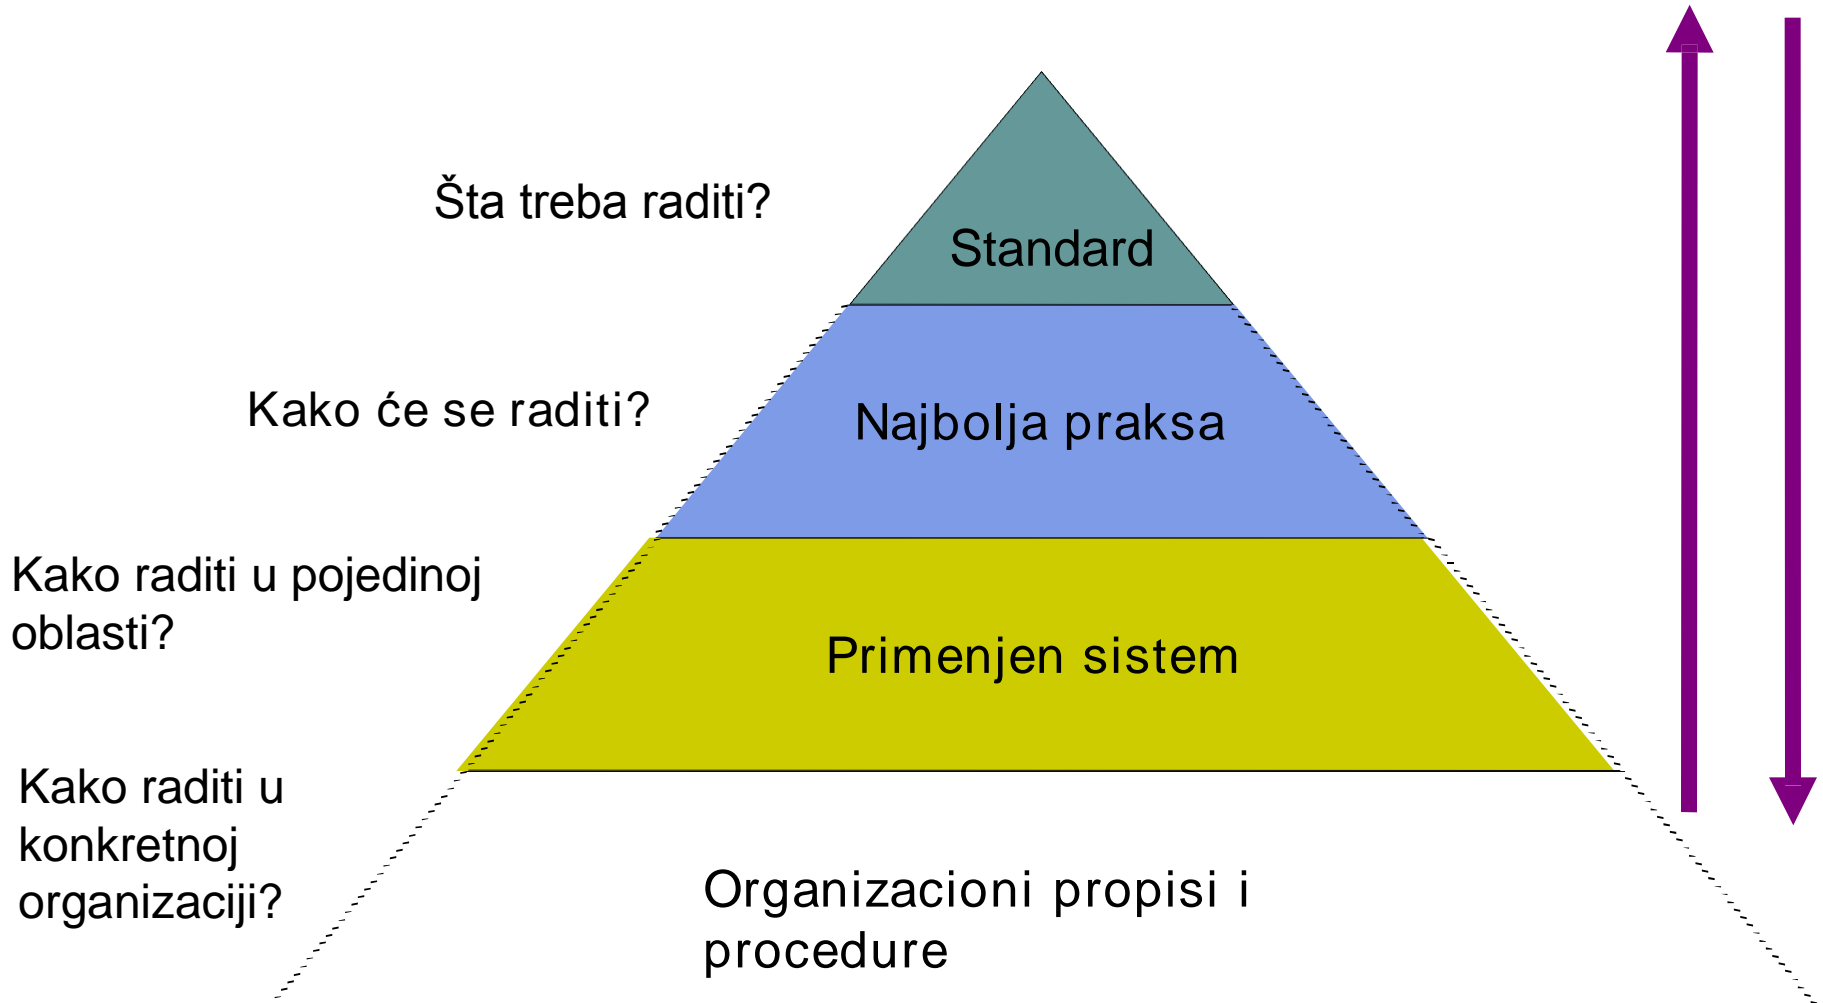 Šta treba raditi?
Standard
Kako će se raditi?
Najbolja praksa
Kako raditi u pojedinoj
oblasti?
Primenjen sistem
Kako raditi u
konkretnoj
organizaciji?
Organizacioni propisi i
procedure